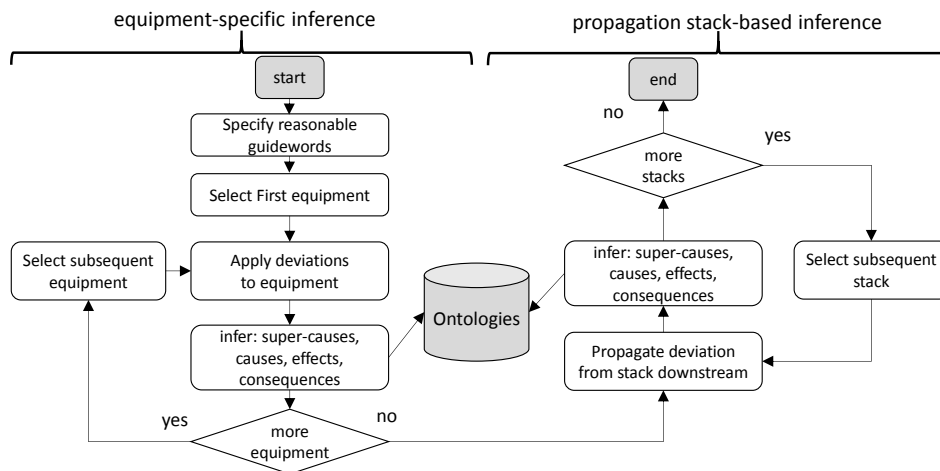 equipment-specific inference
propagation stack-based inference
start
Specify reasonable
guidewords
Select First equipment
Select subsequent
equipment
Apply deviations
to equipment
infer: super-causes,
causes, effects,
consequences
yes
no
more
equipment
Ontologies
end
no
yes
more
stacks
infer: super-causes,
causes, effects,
consequences
Select subsequent
stack
Propagate deviation
from stack downstream